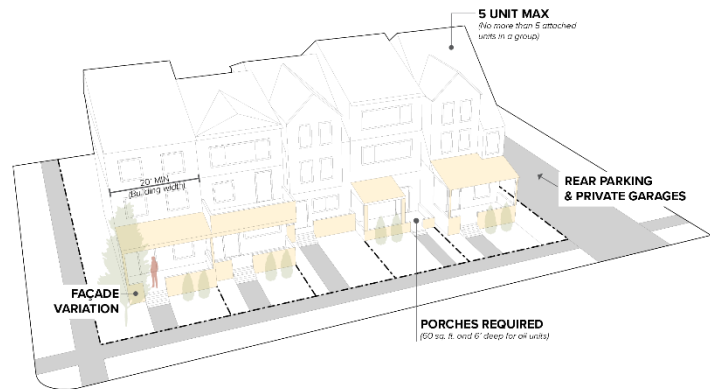 5 UNIT MAX
(No more than 5 attached
units in a group)
20' MIN
(Building width)
REAR PARKING
& PRIVATE GARAGES
FAÇADE
VARIATION
PORCHES REQUIRED
(60 sq. ft. and 6' deep for all units)